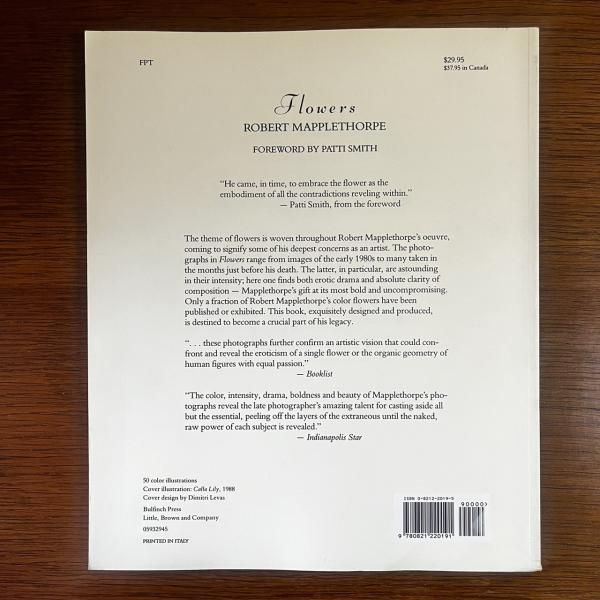 FPT
$29.95
$37.95 in Canada
Flowers
ROBERT MAPPLETHORPE
FOREWORD BY PATTI SMITH
“He came, in time, to embrace the flower as the
embodiment of all the contradictions reveling within.”
— Patti Smith, from the foreword
The theme of flowers is woven throughout Robert Mapplethorpe’s oeuvre,
coming to signify some of his deepest concerns as an artist. The photo-
graphs in Flowers range from images of the early 1980s to many taken in
the months just before his death. The latter, in particular, are astounding
in their intensity; here one finds both erotic drama and absolute clarity of
composition — Mapplethorpe’s gift at its most bold and uncompromising.
Only a fraction of Robert Mapplethorpe’s color flowers have been
published or exhibited. This book, exquisitely designed and produced,
is destined to become a crucial part of his legacy.
“. . . these photographs further confirm an artistic vision that could con-
front and reveal the eroticism of a single flower or the organic geometry of
human figures with equal passion.”
— Booklist
“The color, intensity, drama, boldness and beauty of Mapplethorpe’s pho-
tographs reveal the late photographer’s amazing talent for casting aside all
but the essential, peeling off the layers of the extraneous until the naked,
raw power of each subject is revealed.”
— Indianapolis Star
50 color illustrations
Cover illustration: Calla Lily, 1988
Cover design by Dimitri Levas
Bulfinch Press
Little, Brown and Company
05932945
PRINTED IN ITALY
ISBN 0-8212-2019-5
90000>
9 780821 220191